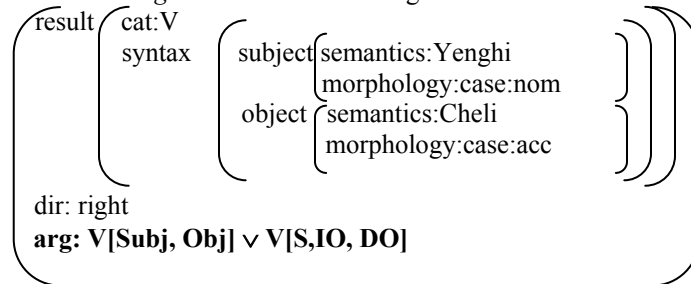 result cat:V
syntax subject semantics:Yenghi
morphology:case:nom
object semantics:Cheli
morphology:case:acc
dir: right
arg: V[Subj, Obj] ∨ V[S,IO, DO]